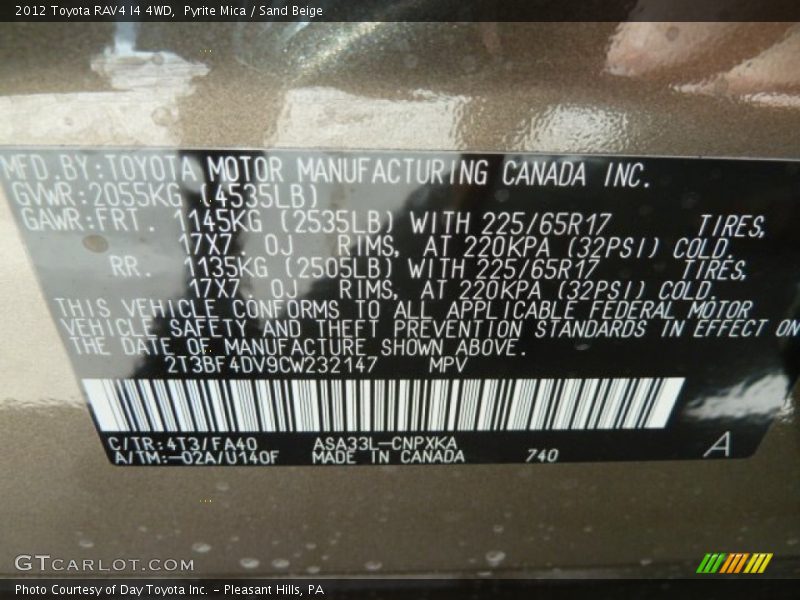 2012 Toyota RAV4 I4 4WD, Pyrite Mica / Sand Beige
MFD.BY:TOYOTA MOTOR MANUFACTURING CANADA INC.
GVWR:2055KG (4535LB)
GAWR:FRT. 1145KG (2535LB) WITH 225/65R17 TIRES,
17X7. 0J RIMS, AT 220KPA (32PSI) COLD.
RR. 1135KG (2505LB) WITH 225/65R17 TIRES,
17X7. 0J RIMS, AT 220KPA (32PSI) COLD.
THIS VEHICLE CONFORMS TO ALL APPLICABLE FEDERAL MOTOR
VEHICLE SAFETY AND THEFT PREVENTION STANDARDS IN EFFECT ON
THE DATE OF MANUFACTURE SHOWN ABOVE.
2T3BF4DV9CW232147 MPV
C/TR:4T3/FA40 ASA33L-CNPXKA
A/TM:-02A/U140F MADE IN CANADA 740 A
GTCARLOT.COM
Photo Courtesy of Day Toyota Inc. - Pleasant Hills, PA